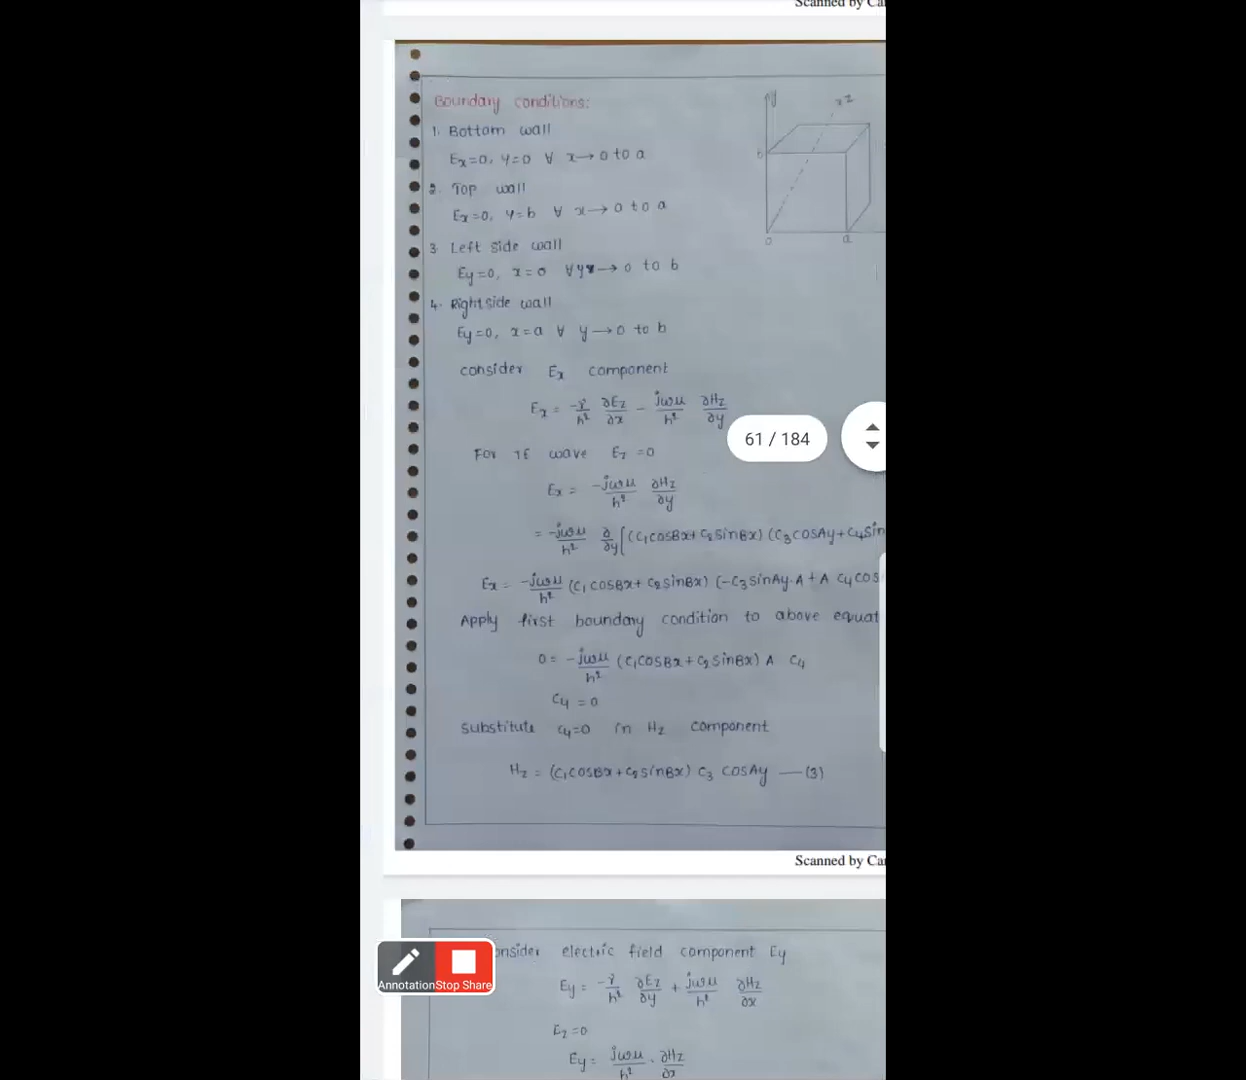 Scanned by Ca
Boundary conditions:
y
xz
1. Bottom wall
Ex=0, y=0 ∀ x→0 to a
b
2. Top wall
Ex=0, y=b ∀ x→0 to a
0 a
3. Left side wall
Ey=0, x=0 ∀y→0 to b
4. Right side wall
Ey=0, x=a ∀ y→0 to b
consider Ex component
Ex = -γ/h² ∂Ez/∂x - jωμ/h² ∂Hz/∂y
61 / 184
For TE wave Ez=0
Ex = -jωμ/h² ∂Hz/∂y
= -jωμ/h² ∂/∂y[(C1cosBx+C2sinBx) (C3cosAy+C4sin
Ex = -jωμ/h² (C1cosBx+C2sinBx) (-C3sinAy.A+A C4cos
Apply first boundary condition to above equat
0= -jωμ/h² (C1cosBx+C2sinBx) A C4
C4=0
substitute C4=0 in Hz component
Hz = (C1cosBx+C2sinBx) C3 cosAy —(3)
Scanned by Ca
onsider electric field component Ey
Ey = -γ/h² ∂Ez/∂y + jωμ/h² ∂Hz/∂x
Annotation Stop Share
Ez=0
Ey = jωμ/h² . ∂Hz/∂x